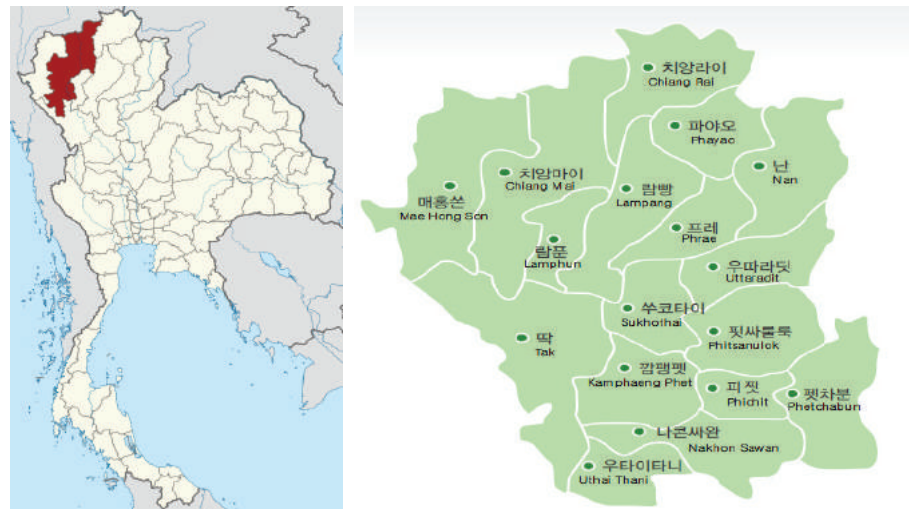 치앙라이
Chiang Rai
파야오
Phayao
난
Nan
치앙마이
Chiang Mai
매홍쏜
Mae Hong Son
람빵
Lampang
프레
Phrae
람푼
Lamphun
우따라딧
Uttaradit
쑤코타이
Sukhothai
핏싸눌룩
Phitsanulok
딱
Tak
깜팽펫
Kamphaeng Phet
피찟
Phichit
펫차분
Phetchabun
나콘싸완
Nakhon Sawan
우타이타니
Uthai Thani